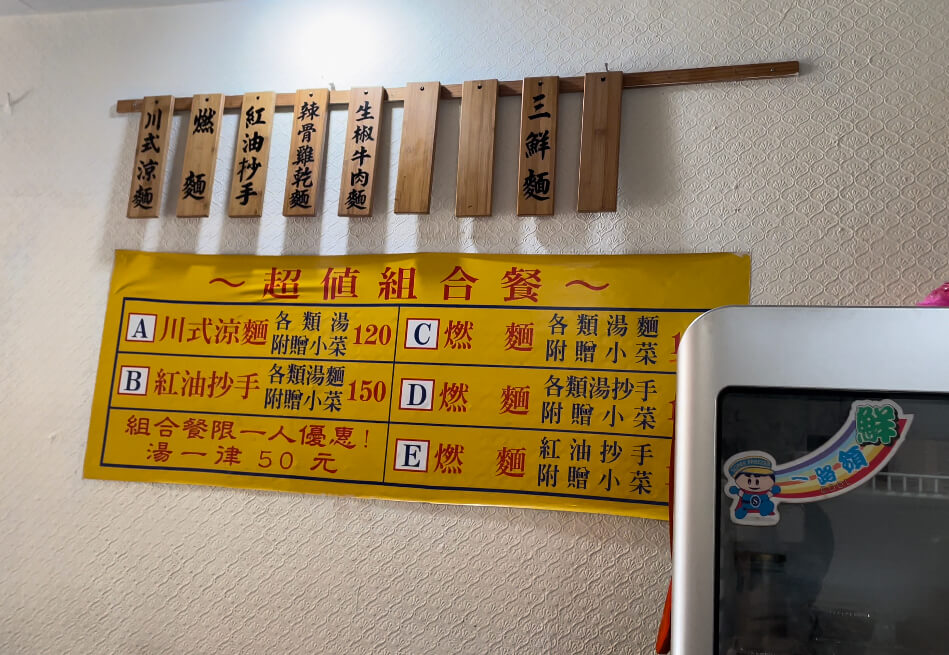 川式涼麵
燃麵
紅油抄手
辣骨雞乾麵
生椒牛肉麵
三鮮麵
～超值組合餐～
A 川式涼麵 各類湯 附贈小菜 120
B 紅油抄手 各類湯麵 附贈小菜 150
組合餐限一人優惠!
湯一律50元
C 燃麵 各類湯麵 附贈小菜
D 燃麵 各類湯抄手 附贈小菜
E 燃麵 紅油抄手 附贈小菜
一路領鮮